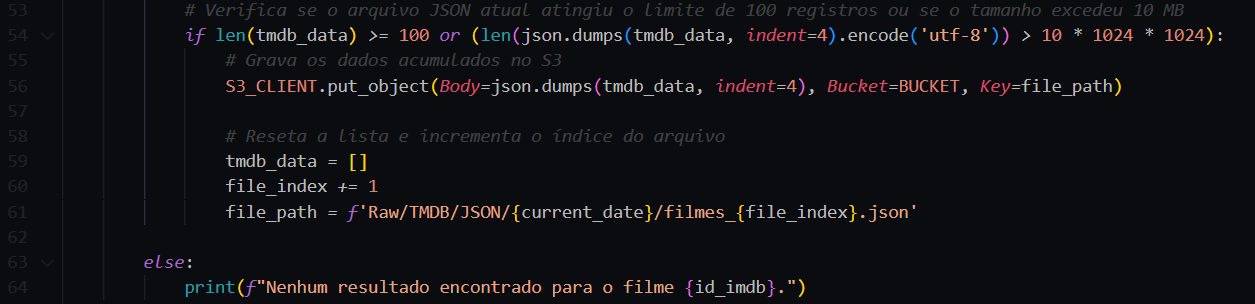 53 # Verifica se o arquivo JSON atual atingiu o limite de 100 registros ou se o tamanho excedeu 10 MB
54 if len(tmdb_data) >= 100 or (len(json.dumps(tmdb_data, indent=4).encode('utf-8')) > 10 * 1024 * 1024):
55 # Grava os dados acumulados no S3
56 S3_CLIENT.put_object(Body=json.dumps(tmdb_data, indent=4), Bucket=BUCKET, Key=file_path)
57
58 # Reseta a lista e incrementa o índice do arquivo
59 tmdb_data = []
60 file_index += 1
61 file_path = f'Raw/TMDB/JSON/{current_date}/filmes_{file_index}.json'
62
63 else:
64 print(f"Nenhum resultado encontrado para o filme {id_imdb}.")